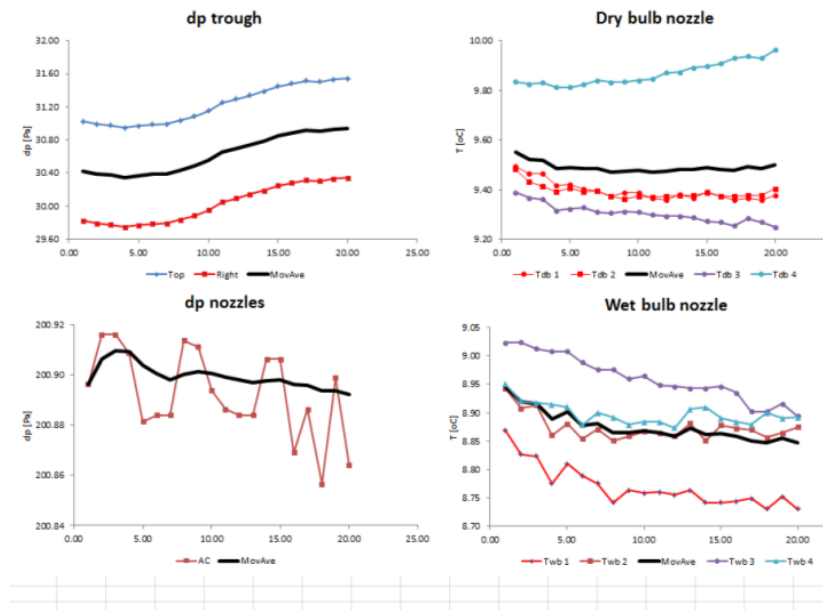 dp trough
32.00
31.60
31.20
30.80
30.40
30.00
29.60
dp [Pa]
0.00 5.00 10.00 15.00 20.00 25.00
Top Right MovAve
Dry bulb nozzle
10.00
9.80
9.60
9.40
9.20
T [oC]
0.00 5.00 10.00 15.00 20.00 25.00
Tdb 1 Tdb 2 MovAve Tdb 3 Tdb 4
dp nozzles
200.92
200.90
200.88
200.86
200.84
dp [Pa]
0.00 5.00 10.00 15.00 20.00 25.00
AC MovAve
Wet bulb nozzle
9.05
9.00
8.95
8.90
8.85
8.80
8.75
8.70
T [oC]
0.00 5.00 10.00 15.00 20.00
Twb 1 Twb 2 MovAve Twb 3 Twb 4